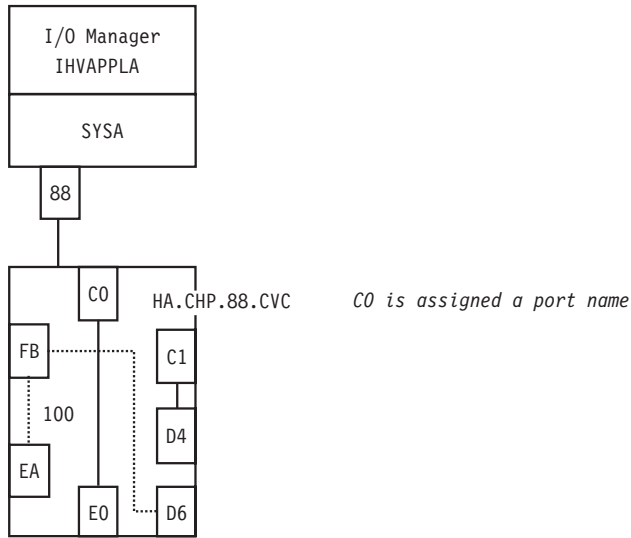 I/O Manager
IHVAPPLA
SYSA
88
C0 HA.CHP.88.CVC C0 is assigned a port name
FB C1
100
D4
EA
E0 D6